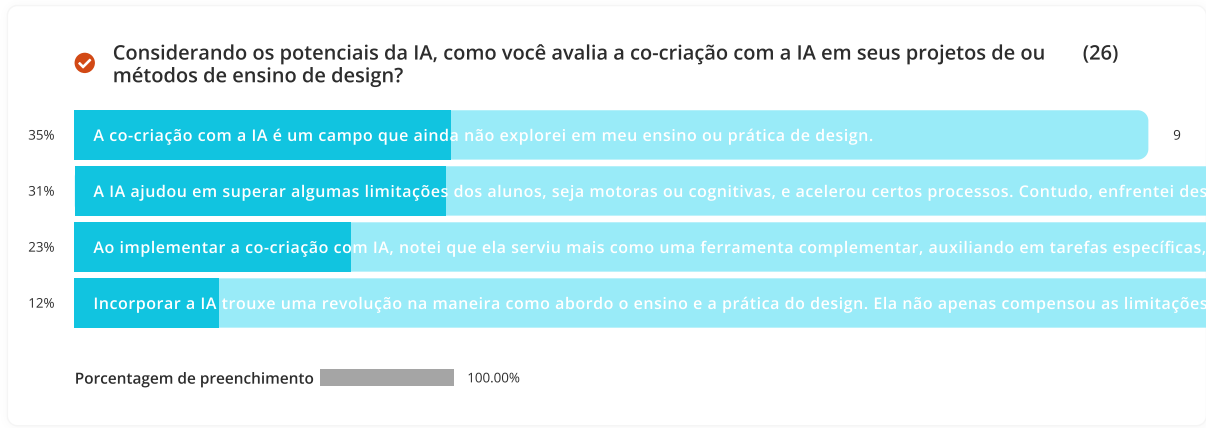 Considerando os potenciais da IA, como você avalia a co-criação com a IA em seus projetos de ou (26)
métodos de ensino de design?
35% A co-criação com a IA é um campo que ainda não explorei em meu ensino ou prática de design. 9
31% A IA ajudou em superar algumas limitações dos alunos, seja motoras ou cognitivas, e acelerou certos processos. Contudo, enfrentei des
23% Ao implementar a co-criação com IA, notei que ela serviu mais como uma ferramenta complementar, auxiliando em tarefas específicas,
12% Incorporar a IA trouxe uma revolução na maneira como abordo o ensino e a prática do design. Ela não apenas compensou as limitações
Porcentagem de preenchimento 100.00%